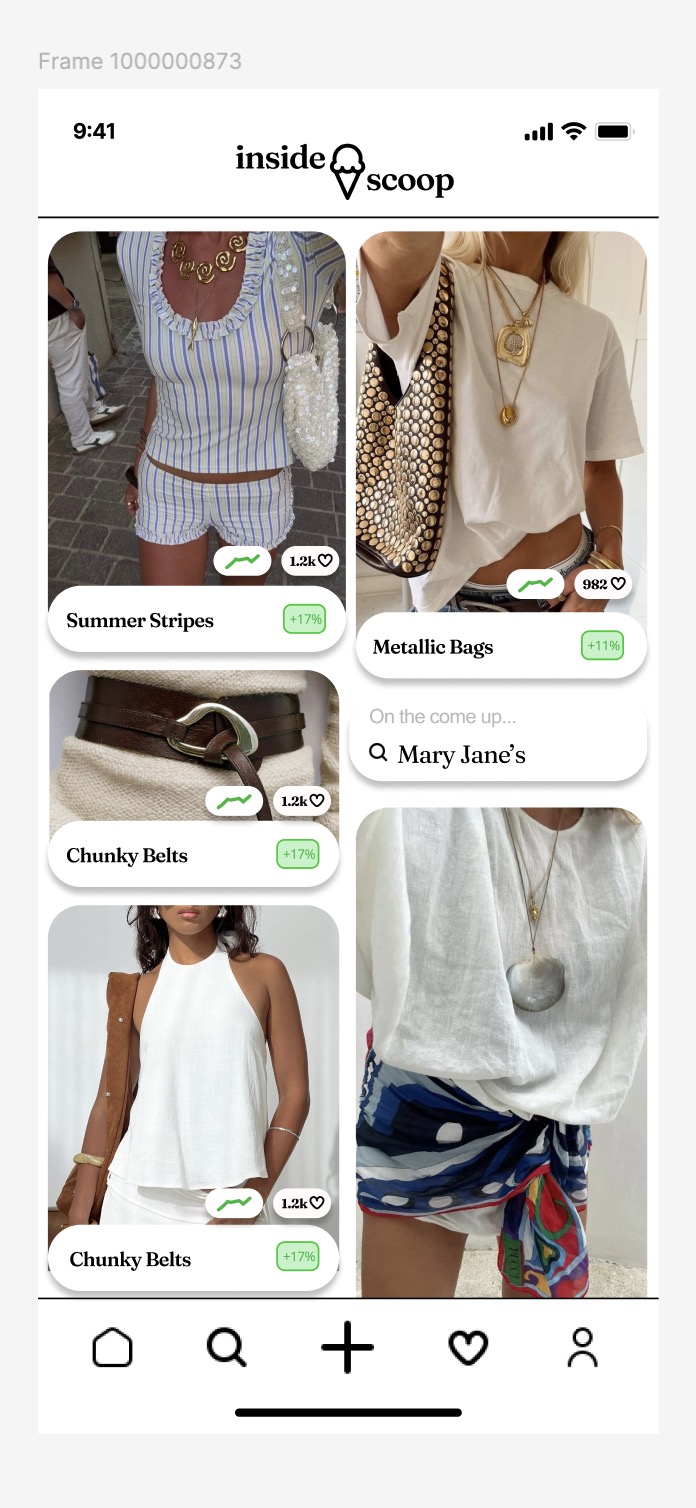 Frame 1000000873
9:41
inside scoop
1.2k
Summer Stripes +17%
982
Metallic Bags +11%
On the come up...
Mary Jane’s
1.2k
Chunky Belts +17%
1.2k
Chunky Belts +17%
PUCCI